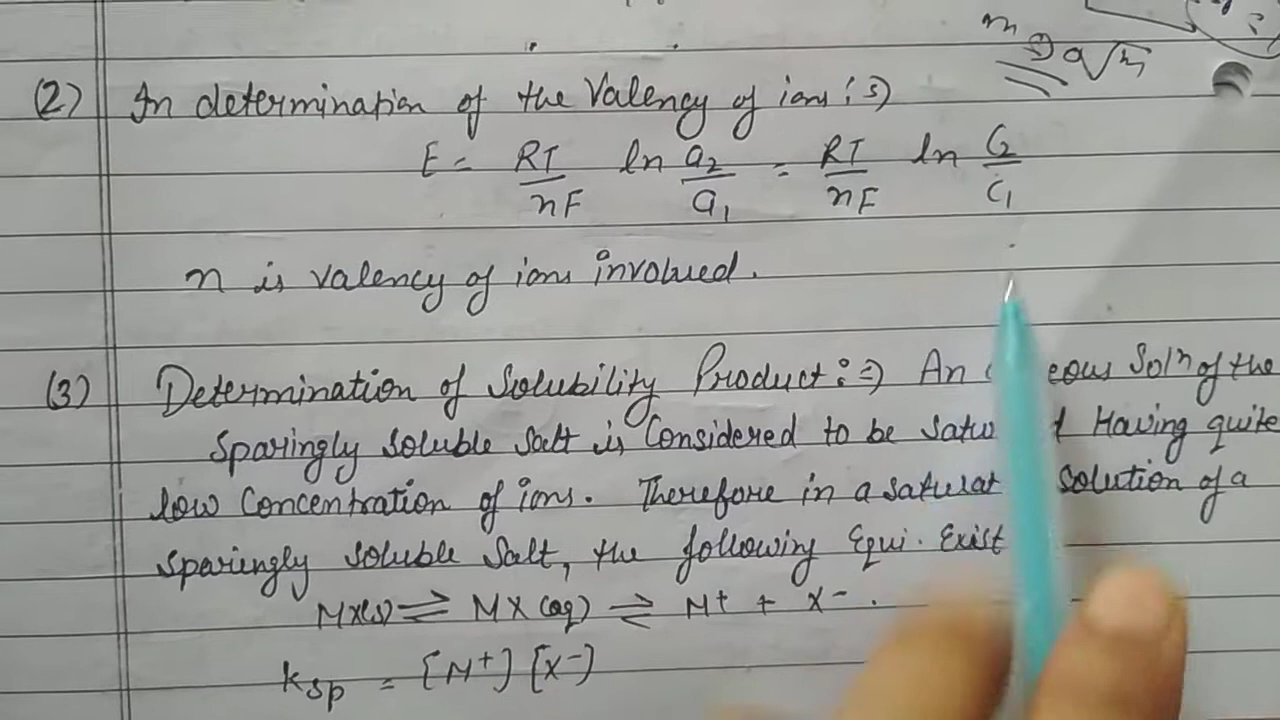 (2) In determination of the Valency of ions :⇒)
E = RT/nF ln a2/a1 = RT/nF ln C2/C1
n is valency of ions involved.
(3) Determination of Solubility Product :⇒) An Solⁿ of the
Sparingly Soluble Salt is Considered to be Having quite
low Concentration of ions. Therefore in a Solution of a
Sparingly Soluble Salt, the following Equi. Exist
MX(s) ⇌ MX (aq) ⇌ M+ + X- .
Ksp = [M+] [X-]